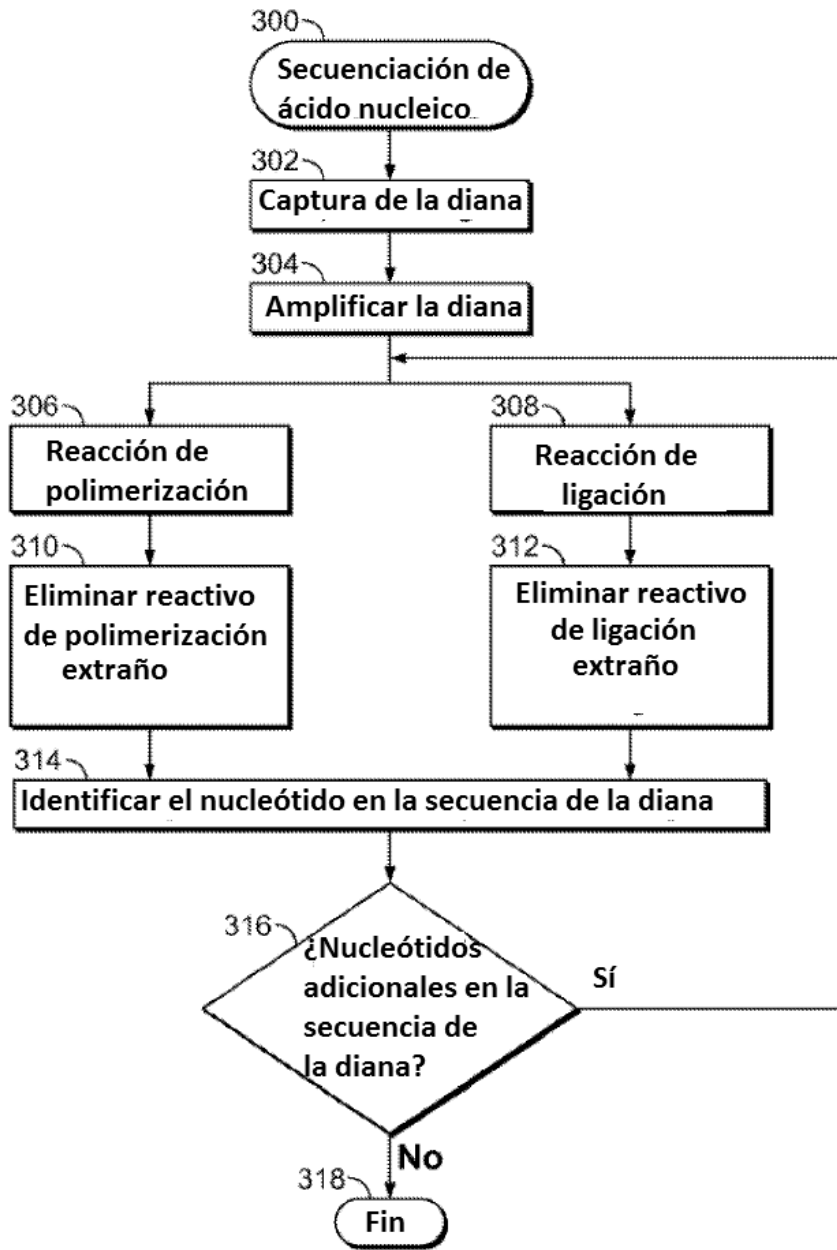 300
Secuenciación de
ácido nucleico
302
Captura de la diana
304
Amplificar la diana
306
Reacción de
polimerización
308
Reacción de
ligación
310
Eliminar reactivo
de polimerización
extraño
312
Eliminar reactivo
de ligación
extraño
314
Identificar el nucleótido en la secuencia de la diana
316
¿Nucleótidos
adicionales en la
secuencia de
la diana?
Sí
No
318
Fin